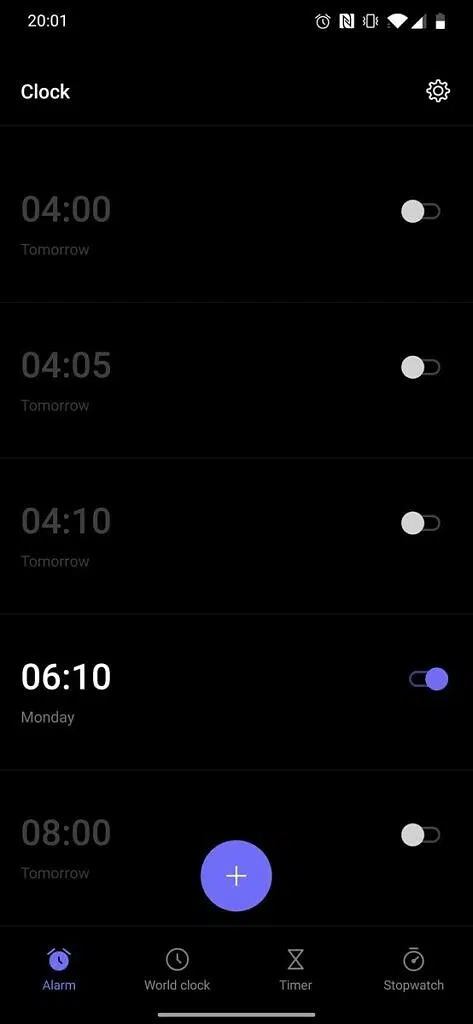 20:01
Clock
04:00
Tomorrow
04:05
Tomorrow
04:10
Tomorrow
06:10
Monday
08:00
Tomorrow
Alarm
World clock
Timer
Stopwatch